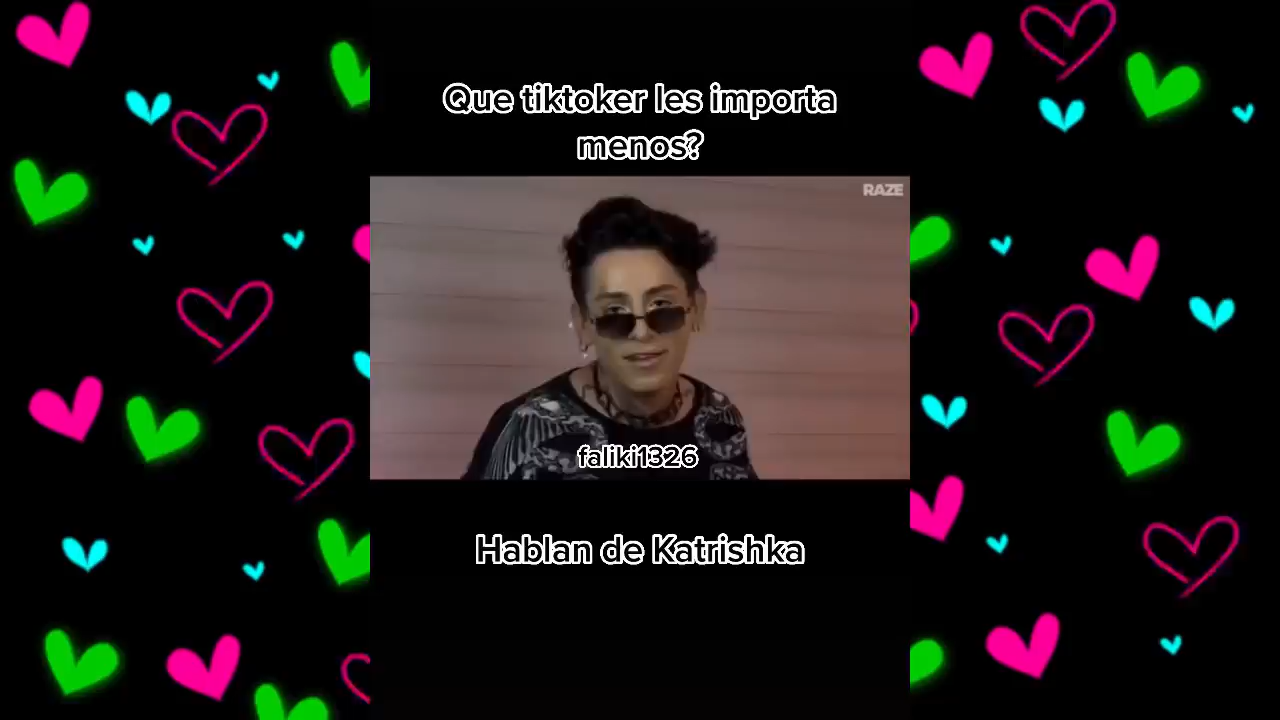 Que tiktoker les importa
menos?
RAZE
faliki1326
Hablan de Katrishka